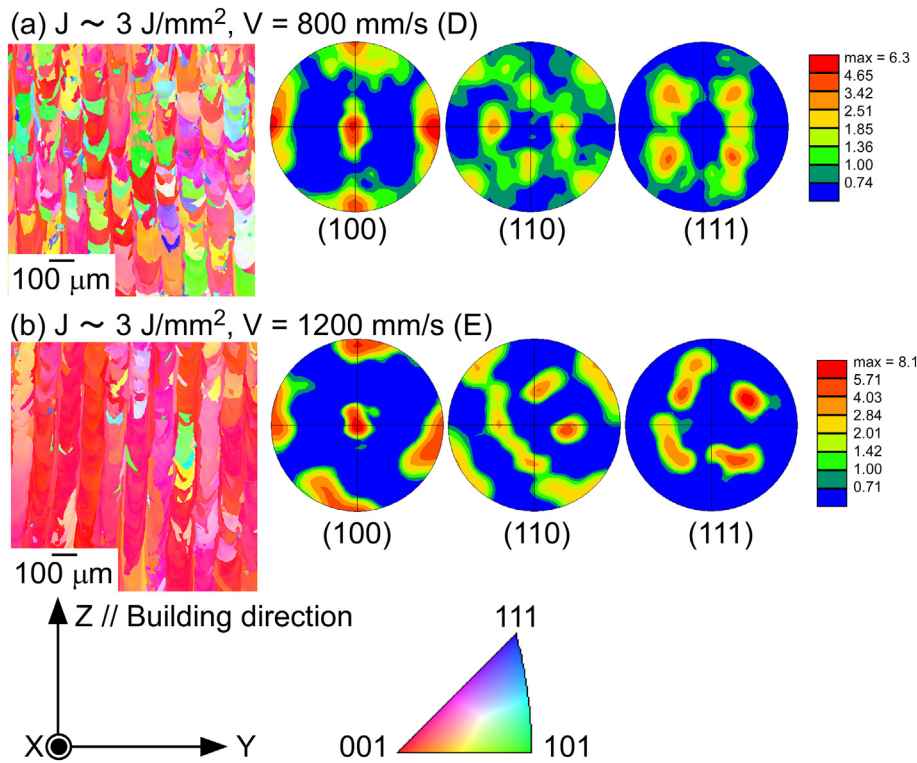 (a) J ~ 3 J/mm², V = 800 mm/s (D)
max = 6.3
4.65
3.42
2.51
1.85
1.36
1.00
0.74
(100)
(110)
(111)
100 μm
(b) J ~ 3 J/mm², V = 1200 mm/s (E)
max = 8.1
5.71
4.03
2.84
2.01
1.42
1.00
0.71
(100)
(110)
(111)
100 μm
Z // Building direction
X
Y
111
001
101